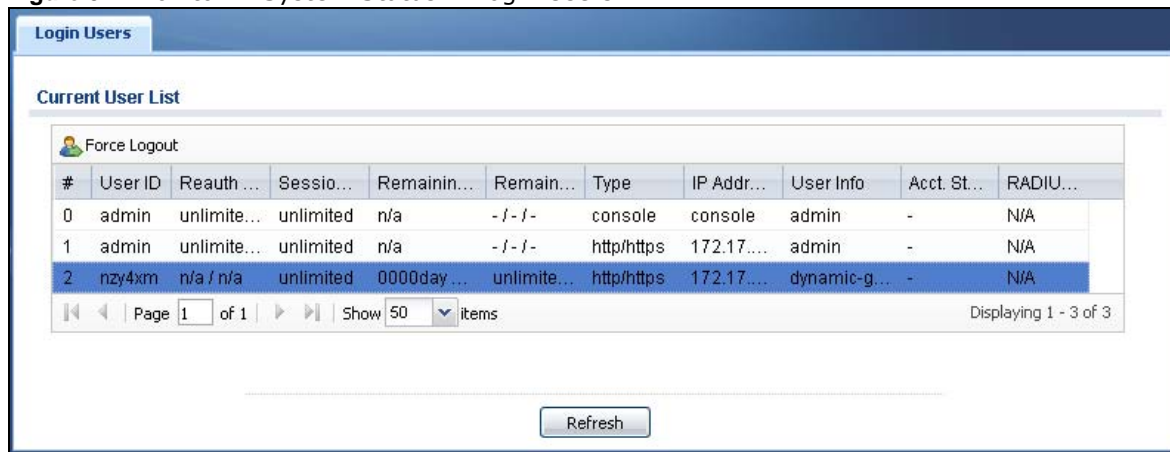 Login Users
Current User List
Force Logout
# User ID Reauth ... Sessio... Remainin... Remain... Type IP Addr... User Info Acct. St... RADIU...
0 admin unlimite... unlimited n/a -/-/- console console admin - N/A
1 admin unlimite... unlimited n/a -/-/- http/https 172.17.... admin - N/A
2 nzy4xm n/a / n/a unlimited 0000day ... unlimite... http/https 172.17.... dynamic-g... - N/A
Page 1 of 1 Show 50 items Displaying 1 - 3 of 3
Refresh